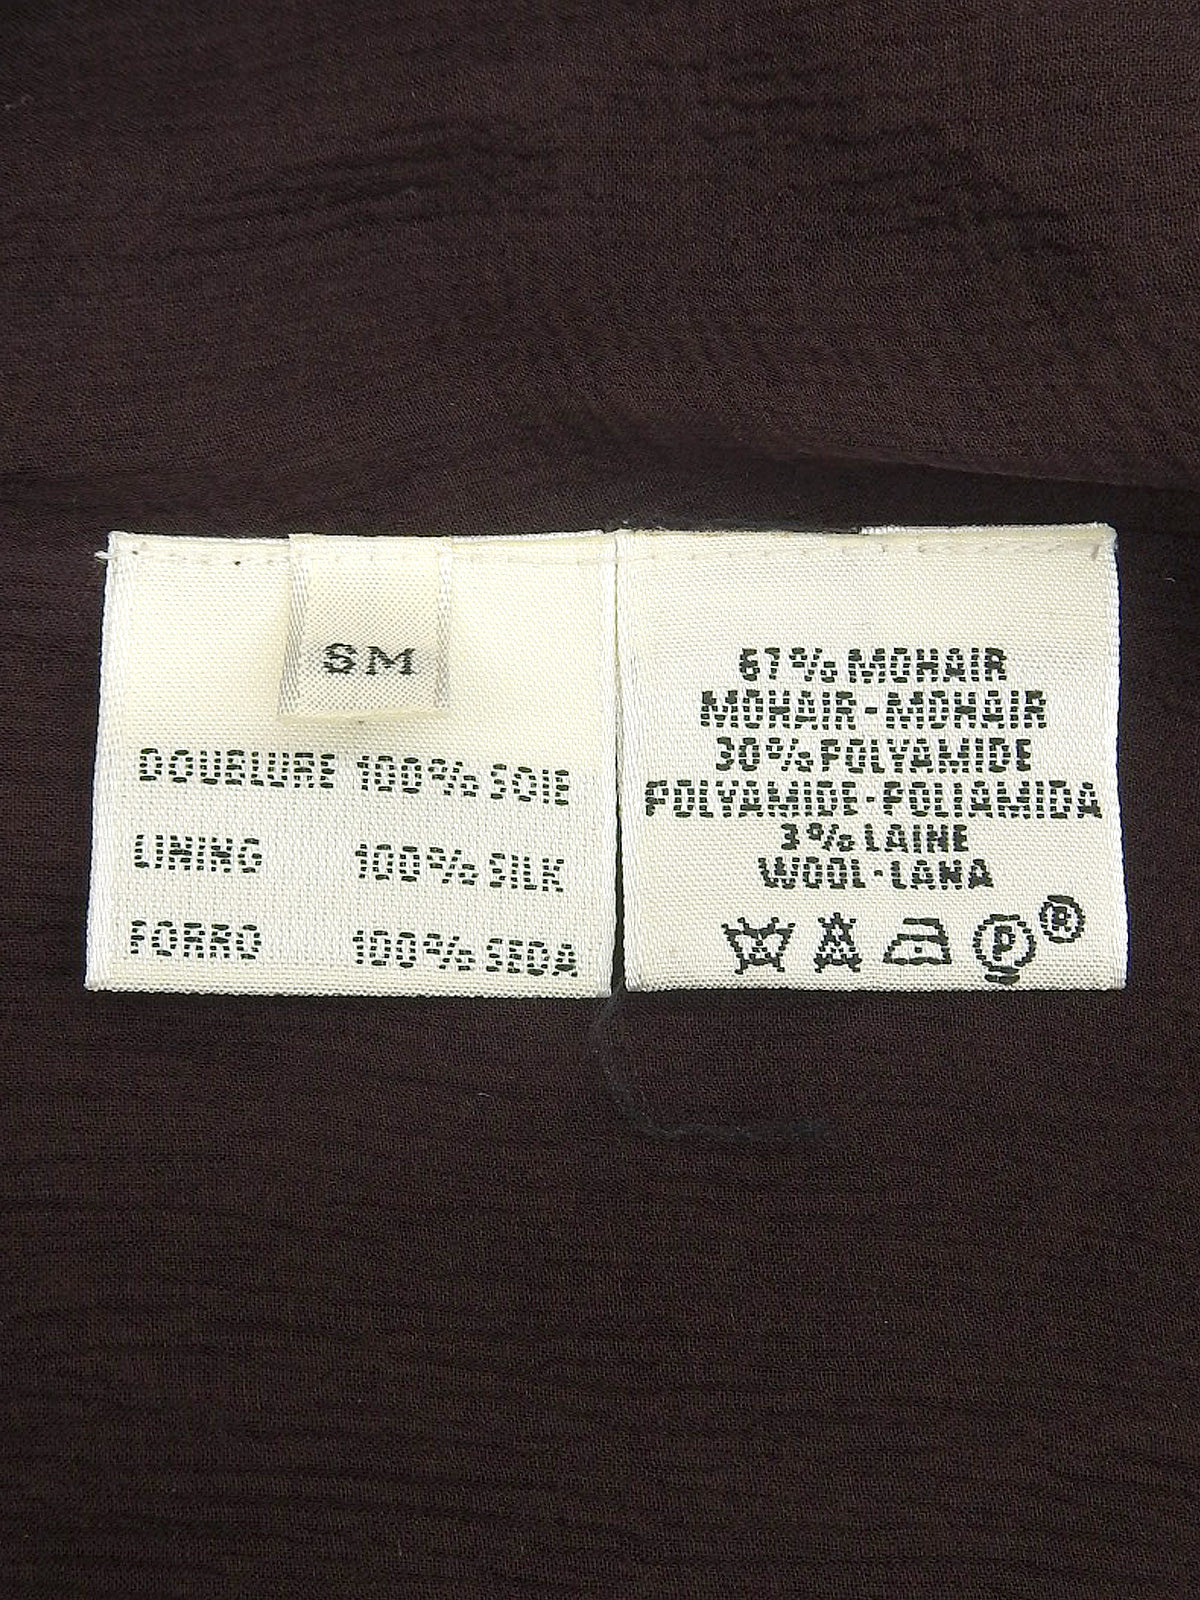 SM
DOUBLURE 100% SOIE
LINING 100% SILK
FORRO 100% SEDA
67% MOHAIR
MOHAIR-MOHAIR
30% POLYAMIDE
POLYAMIDE-POLIAMIDA
3% LAINE
WOOL-LANA
P ®